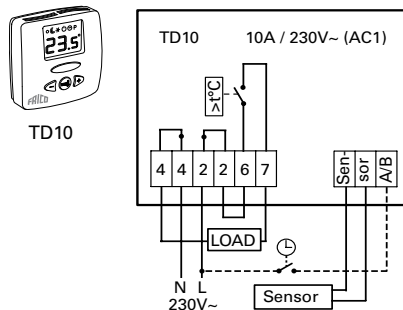 TD10 10A / 230V~ (AC1)
23.5°
FRICO
TD10
>t°C
4 4 2 2 6 7
Sen- sor A/B
LOAD
N L
230V~
Sensor